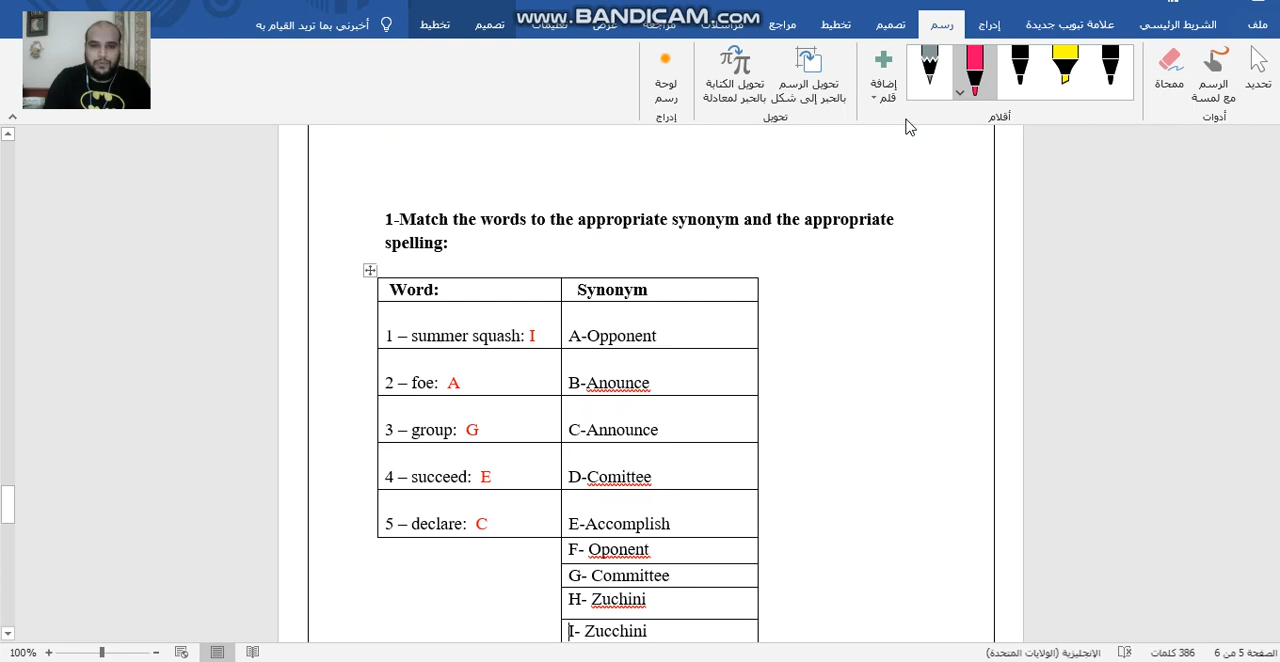 www.BANDICAM.com
ملف
الشريط الرئيسي
علامة تبويب جديدة
إدراج
رسم
تصميم
تخطيط
مراجع
مراسلات
مراجعة
عرض
تعليمات
تصميم
تخطيط
أخبرني بما تريد القيام به
تحديد
الرسم مع لمسة
ممحاة
أدوات
أقلام
إضافة قلم
تحويل الرسم بالحبر إلى شكل
تحويل الكتابة بالحبر لمعادلة
تحويل
لوحة رسم
إدراج
1-Match the words to the appropriate synonym and the appropriate
spelling:
Word: Synonym
1 – summer squash: I A-Opponent
2 – foe: A B-Anounce
3 – group: G C-Announce
4 – succeed: E D-Comittee
5 – declare: C E-Accomplish
F- Oponent
G- Committee
H- Zuchini
I- Zucchini
الصفحة 5 من 6
386 كلمات
الإنجليزية (الولايات المتحدة)
100%